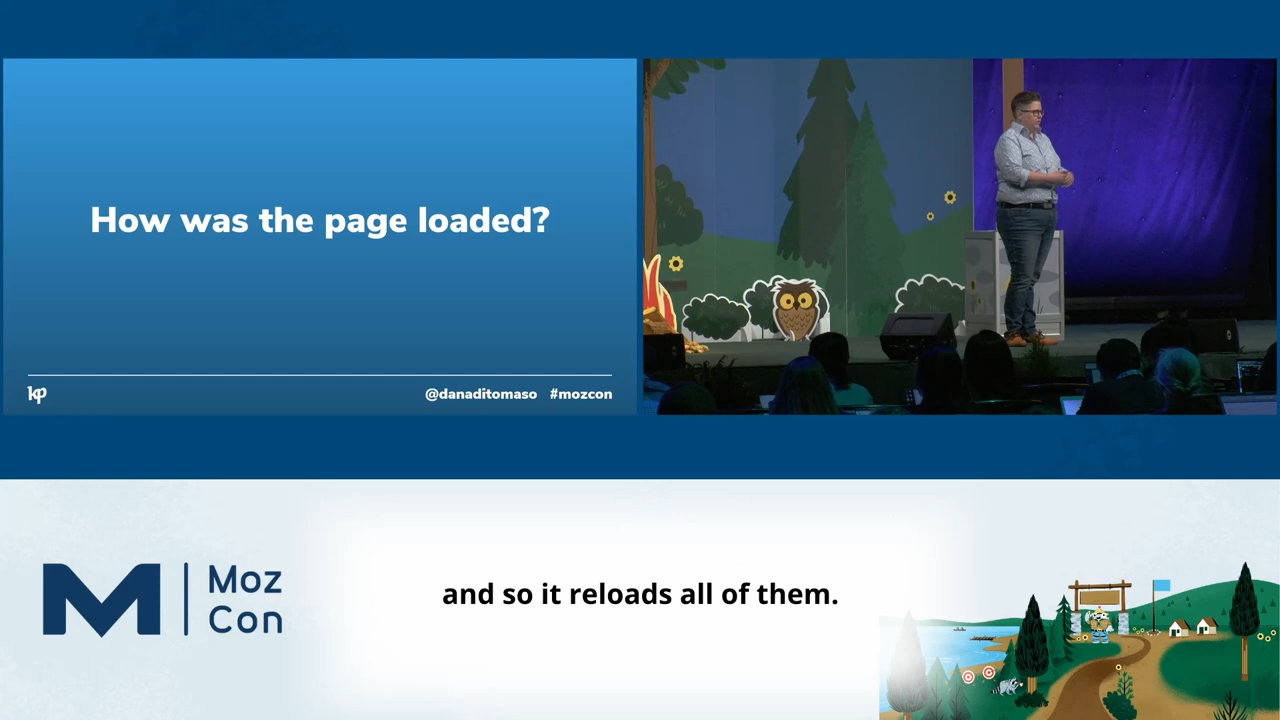 How was the page loaded?
kp
@danaditomaso #mozcon
Moz
Con
and so it reloads all of them.